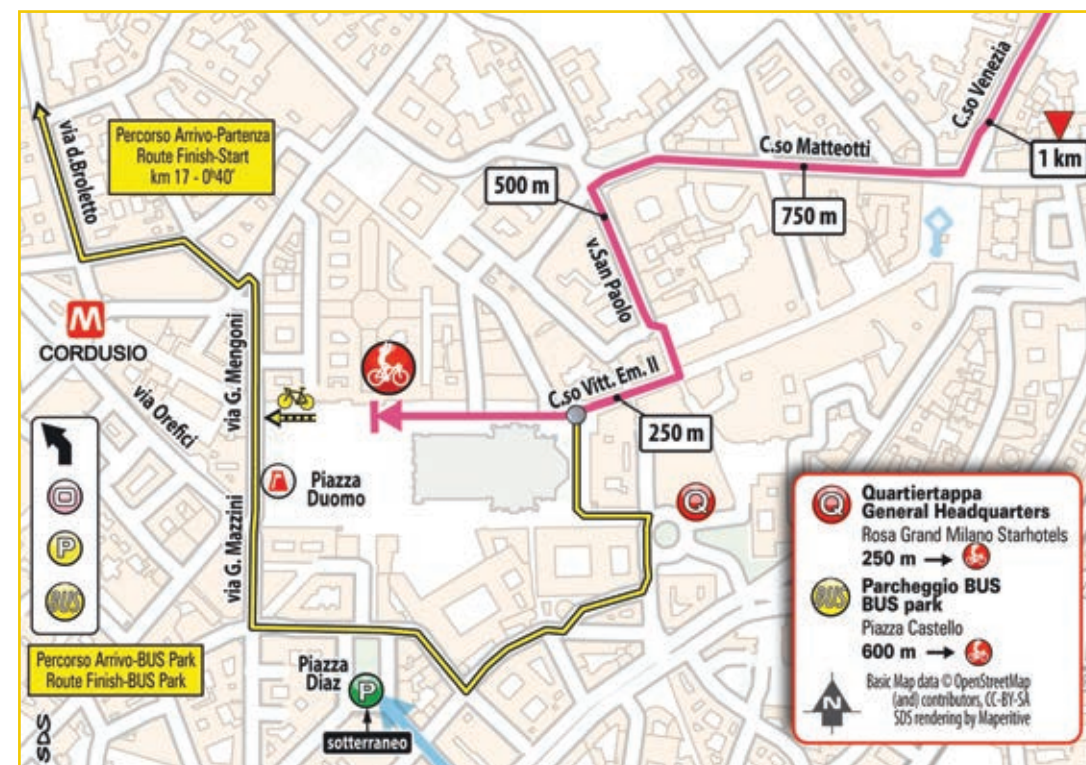 C.so Venezia
via d.Broletto
Percorso Arrivo-Partenza
Route Finish-Start
km 17 - 0h40'
C.so Matteotti
1 km
500 m
750 m
v.San Paolo
M
CORDUSIO
via G. Mengoni
C.so Vitt. Em. II
via Orefici
250 m
Piazza
Duomo
via G. Mazzini
P
BUS
Q
Q
Quartiertappa
General Headquarters
Rosa Grand Milano Starhotels
250 m
BUS
Parcheggio BUS
BUS park
Piazza Castello
600 m
Percorso Arrivo-BUS Park
Route Finish-BUS Park
Piazza
Diaz
P
sotterraneo
N
Basic Map data © OpenStreetMap
(and) contributors, CC-BY-SA
SDS rendering by Maperitive
SDS